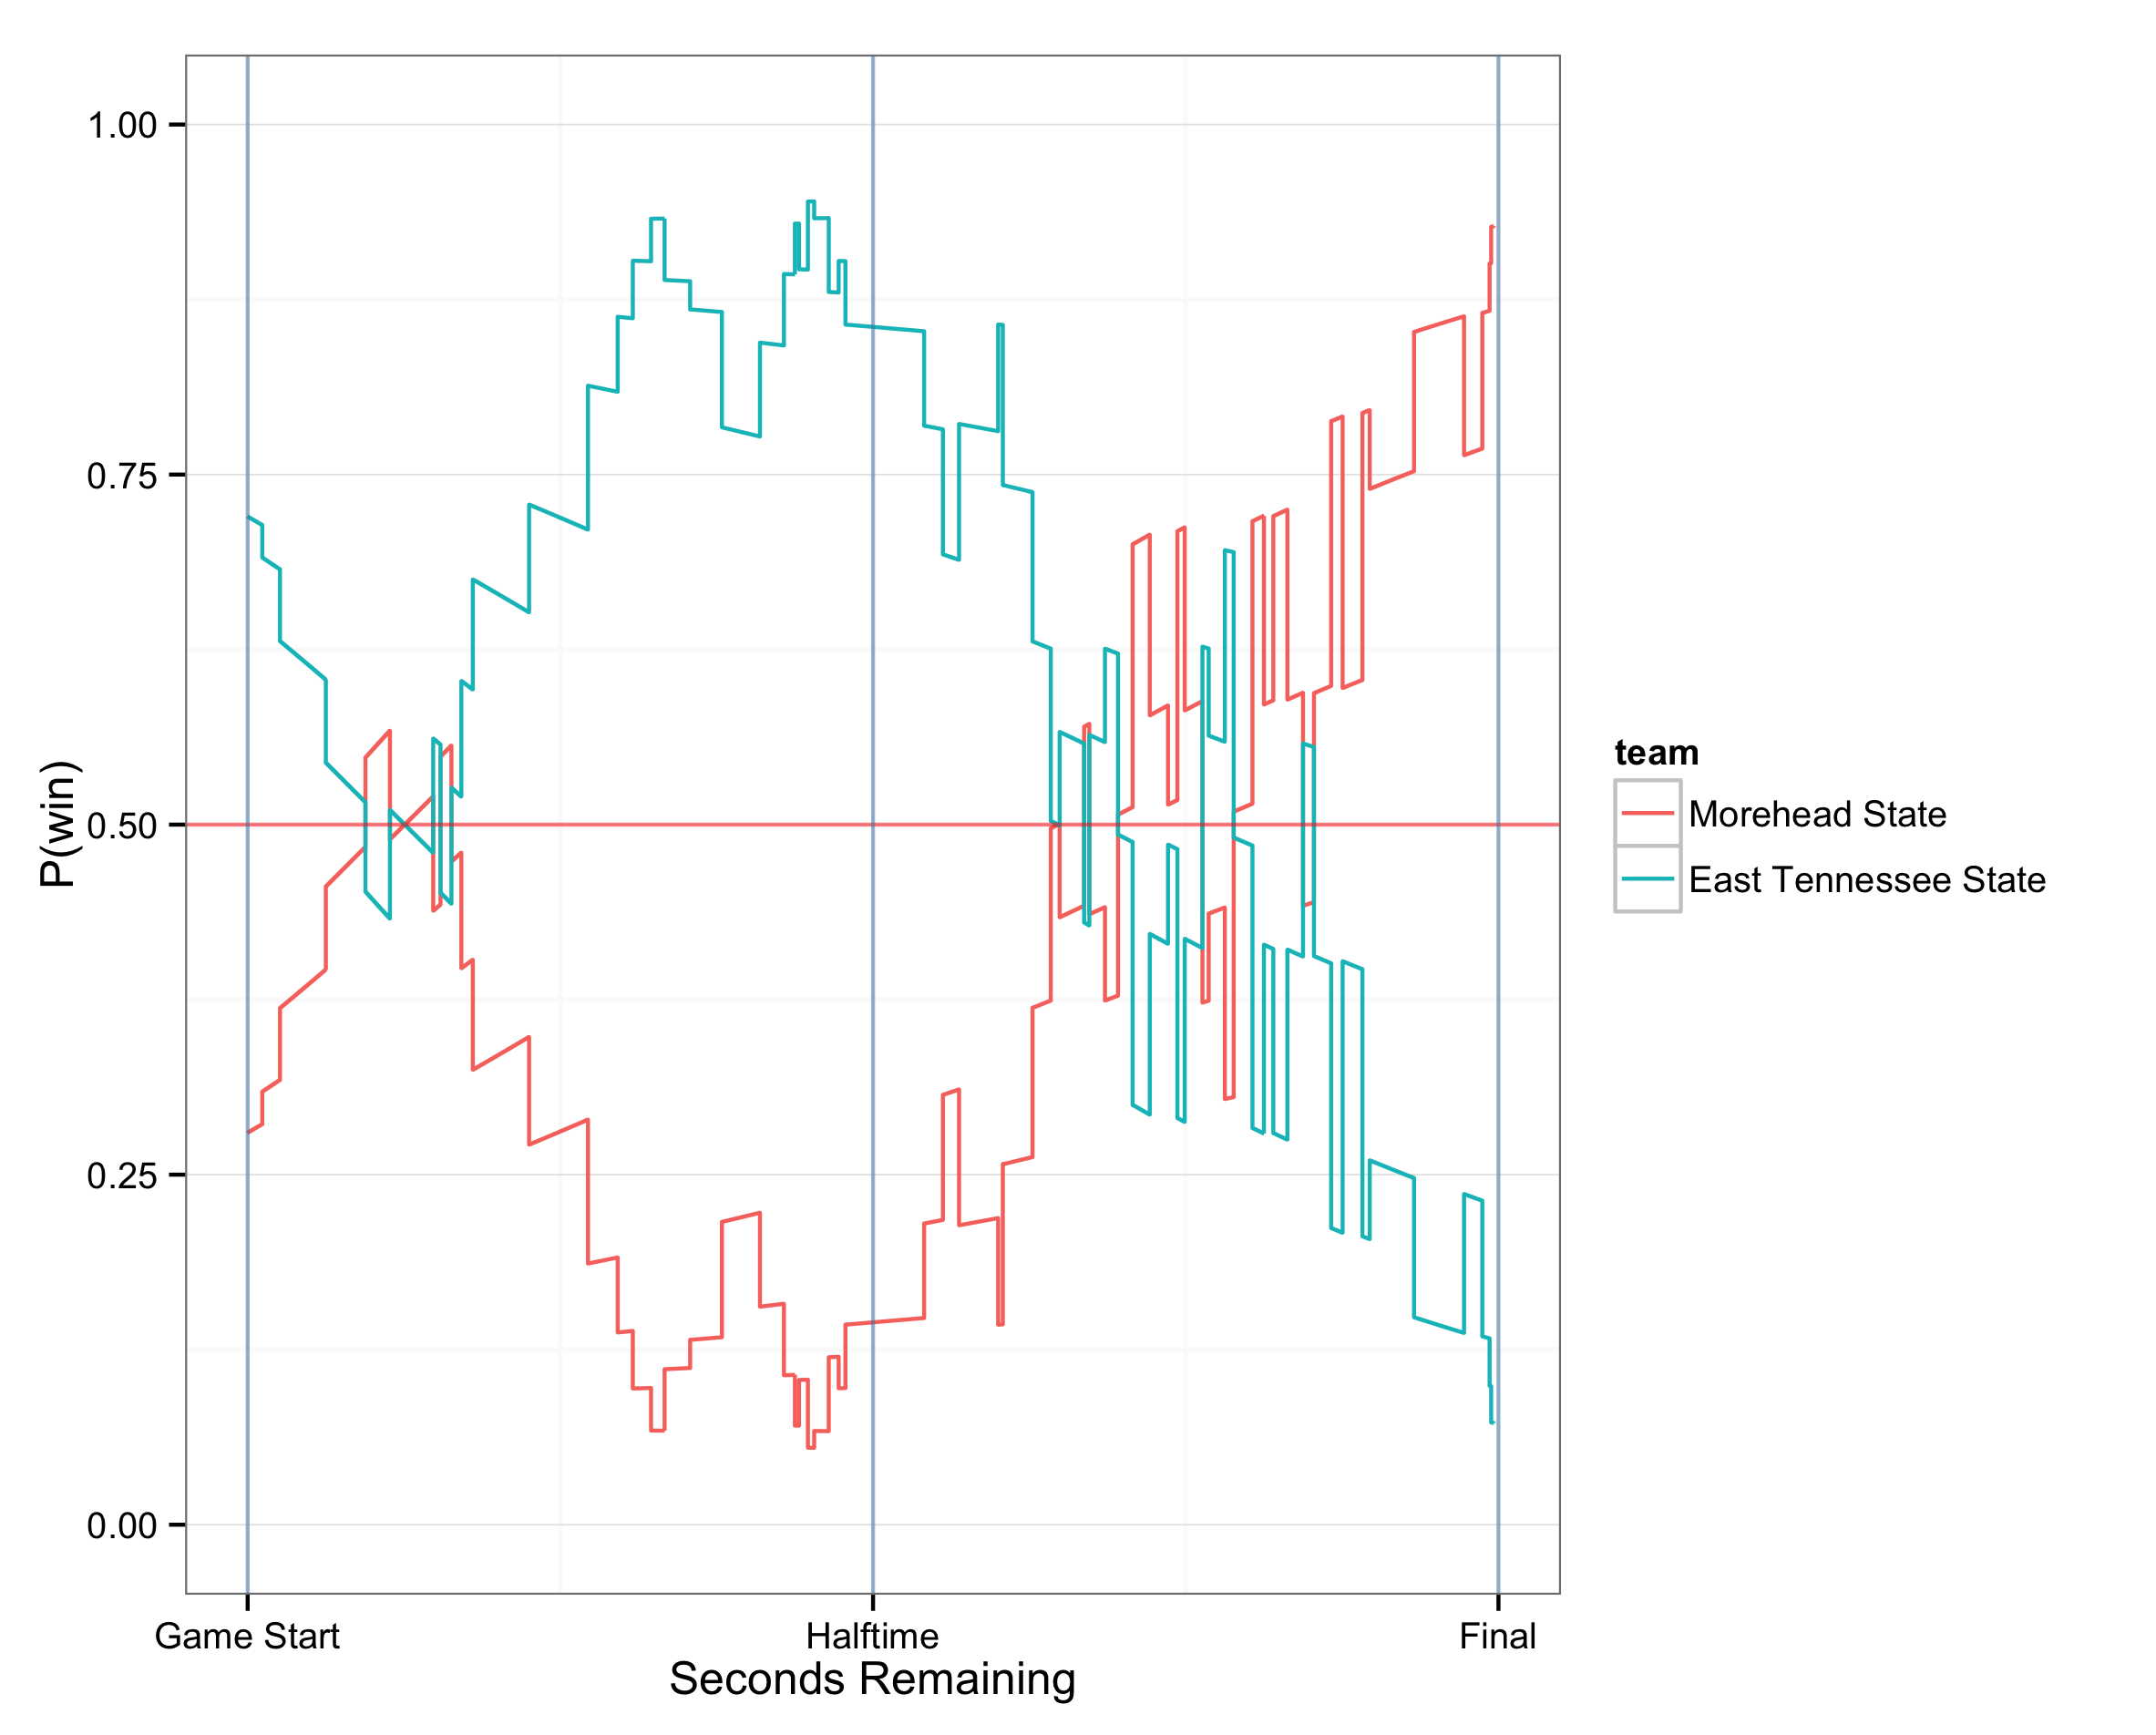 P(win)
1.00
0.75
0.50
0.25
0.00
Game Start
Halftime
Final
Seconds Remaining
team
Morehead State
East Tennessee State